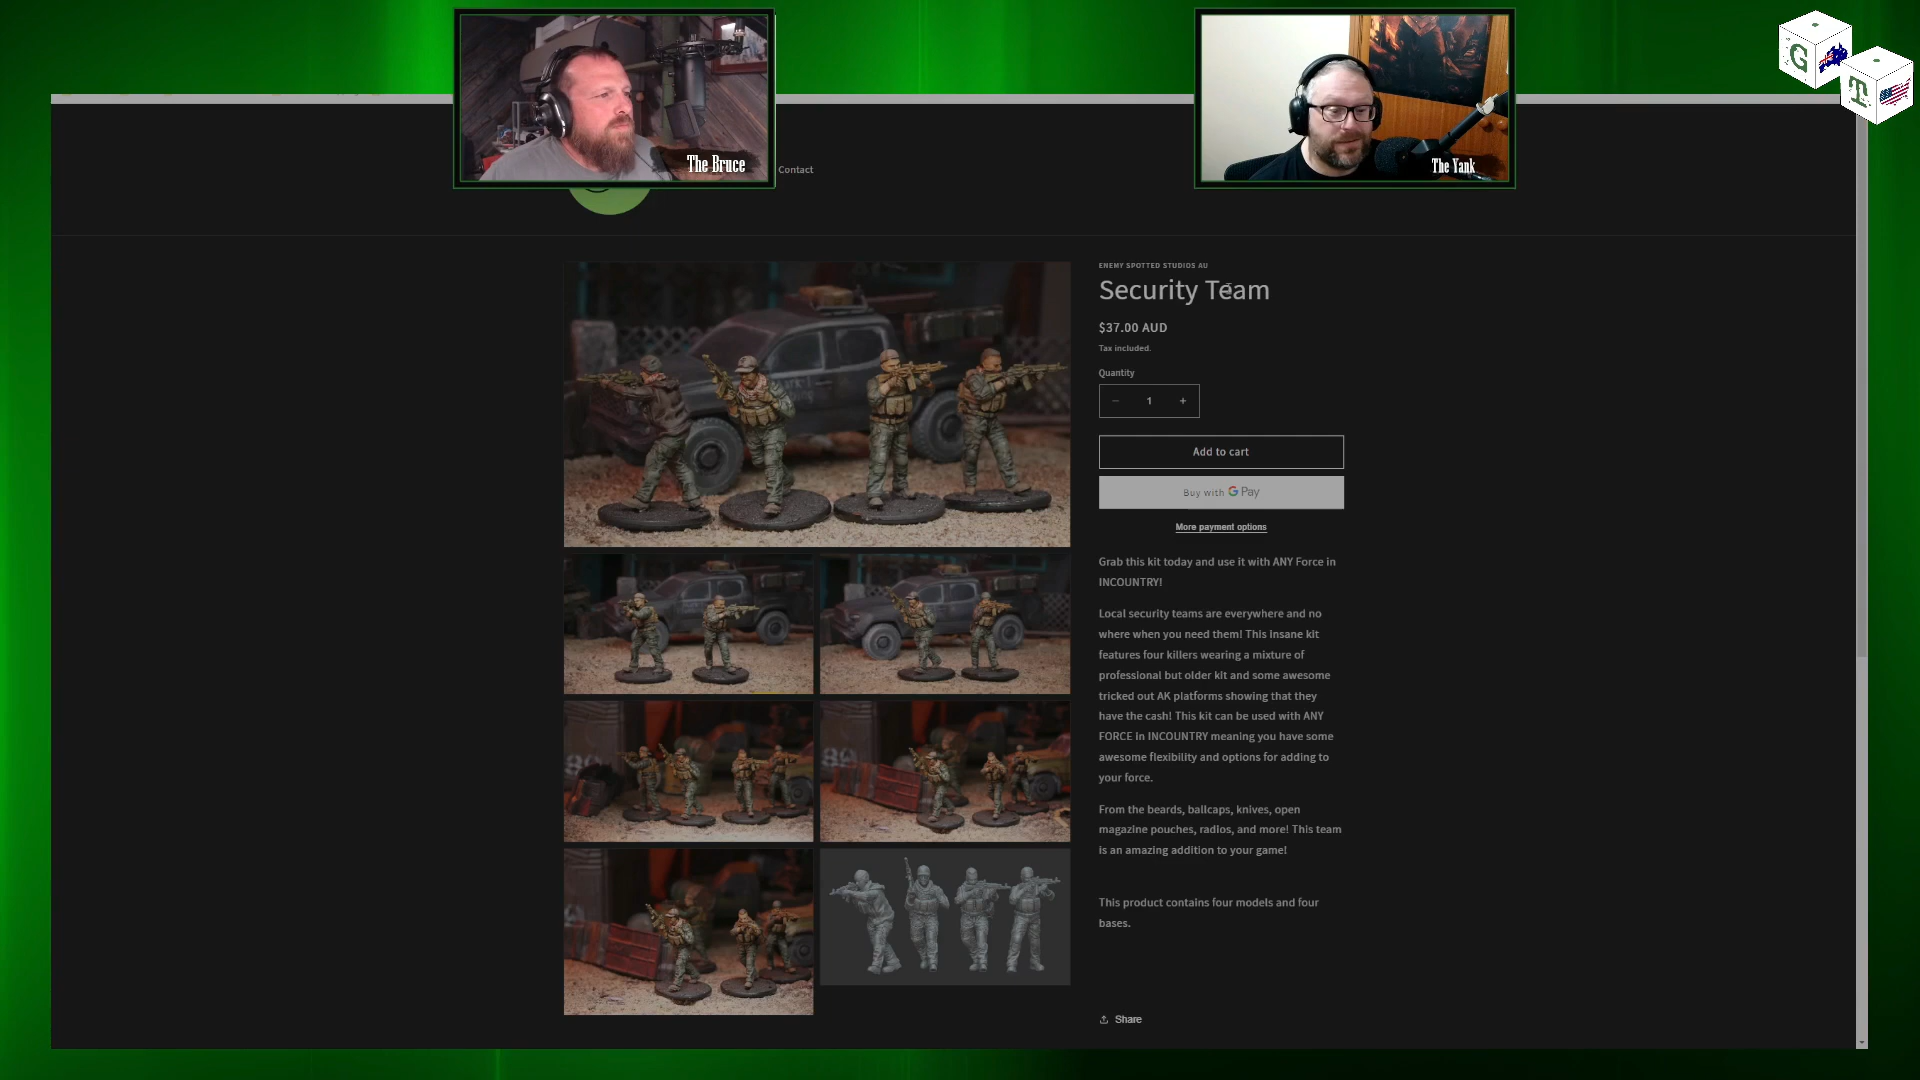 The Bruce
The Yank
G
T
Contact
ENEMY SPOTTED STUDIOS AU
Security Team
$37.00 AUD
Tax included.
Quantity
− 1 +
Add to cart
Buy with G Pay
More payment options
Grab this kit today and use it with ANY Force in
INCOUNTRY!
Local security teams are everywhere and no
where when you need them! This insane kit
features four killers wearing a mixture of
professional but older kit and some awesome
tricked out AK platforms showing that they
have the cash! This kit can be used with ANY
FORCE in INCOUNTRY meaning you have some
awesome flexibility and options for adding to
your force.
From the beards, ballcaps, knives, open
magazine pouches, radios, and more! This team
is an amazing addition to your game!
This product contains four models and four
bases.
Share